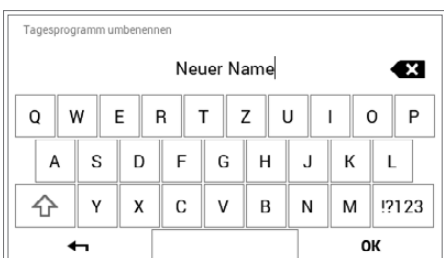 Tagesprogramm umbenennen
Neuer Name
Q W E R T Z U I O P
A S D F G H J K L
Y X C V B N M !?123
OK